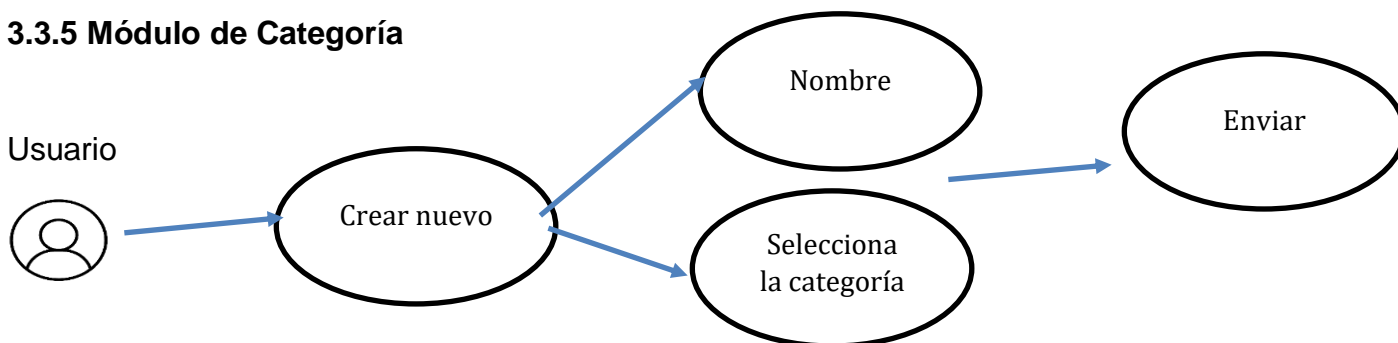 3.3.5 Módulo de Categoría
Usuario
Crear nuevo
Nombre
Selecciona
la categoría
Enviar